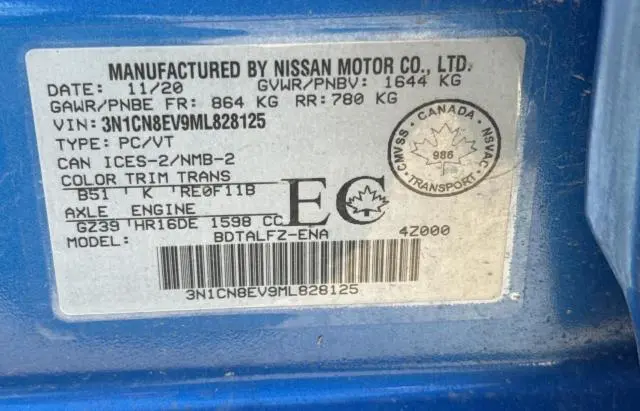 MANUFACTURED BY NISSAN MOTOR CO., LTD.
DATE: 11/20 GVWR/PNBV: 1644 KG
GAWR/PNBE FR: 864 KG RR: 780 KG
VIN: 3N1CN8EV9ML828125
TYPE: PC/VT
CAN ICES-2/NMB-2
COLOR TRIM TRANS
B51 K RE0F11B
AXLE ENGINE
GZ39 HR16DE 1598 CC
MODEL: BDTALFZ-ENA 4Z000
EC
CANADA
CMVSS NSVAC
986
TRANSPORT
3N1CN8EV9ML828125